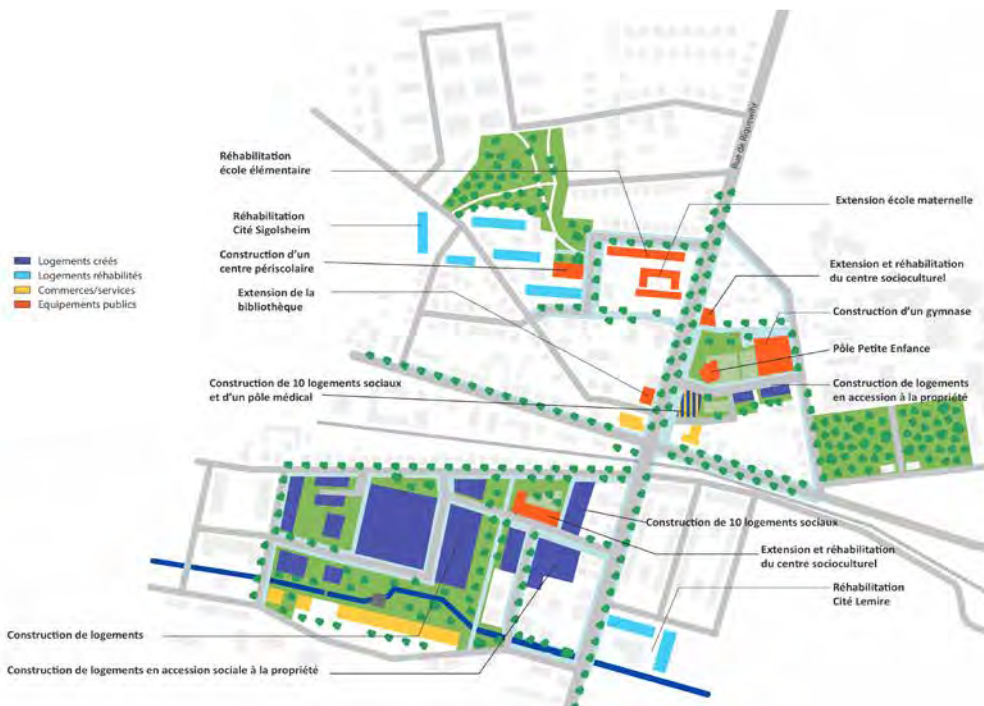 Rue de Riquewihr
Réhabilitation
école élémentaire
Extension école maternelle
Réhabilitation
Cité Sigolsheim
Construction d'un
centre périscolaire
Extension de la
bibliothèque
Logements créés
Logements réhabilités
Commerces/services
Equipements publics
Extension et réhabilitation
du centre socioculturel
Construction d'un gymnase
Pôle Petite Enfance
Construction de 10 logements sociaux
et d'un pôle médical
Construction de logements
en accession à la propriété
Construction de 10 logements sociaux
Extension et réhabilitation
du centre socioculturel
Réhabilitation
Cité Lemire
Construction de logements
Construction de logements en accession sociale à la propriété